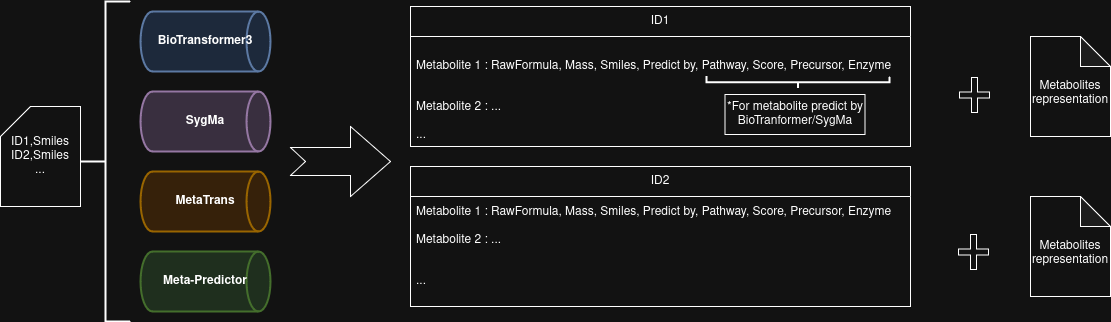 ID1,Smiles
ID2,Smiles
...
BioTransformer3
SygMa
MetaTrans
Meta-Predictor
ID1
Metabolite 1 : RawFormula, Mass, Smiles, Predict by, Pathway, Score, Precursor, Enzyme
*For metabolite predict by
BioTranformer/SygMa
Metabolite 2 : ...
...
Metabolites
representation
ID2
Metabolite 1 : RawFormula, Mass, Smiles, Predict by, Pathway, Score, Precursor, Enzyme
Metabolite 2 : ...
...
Metabolites
representation